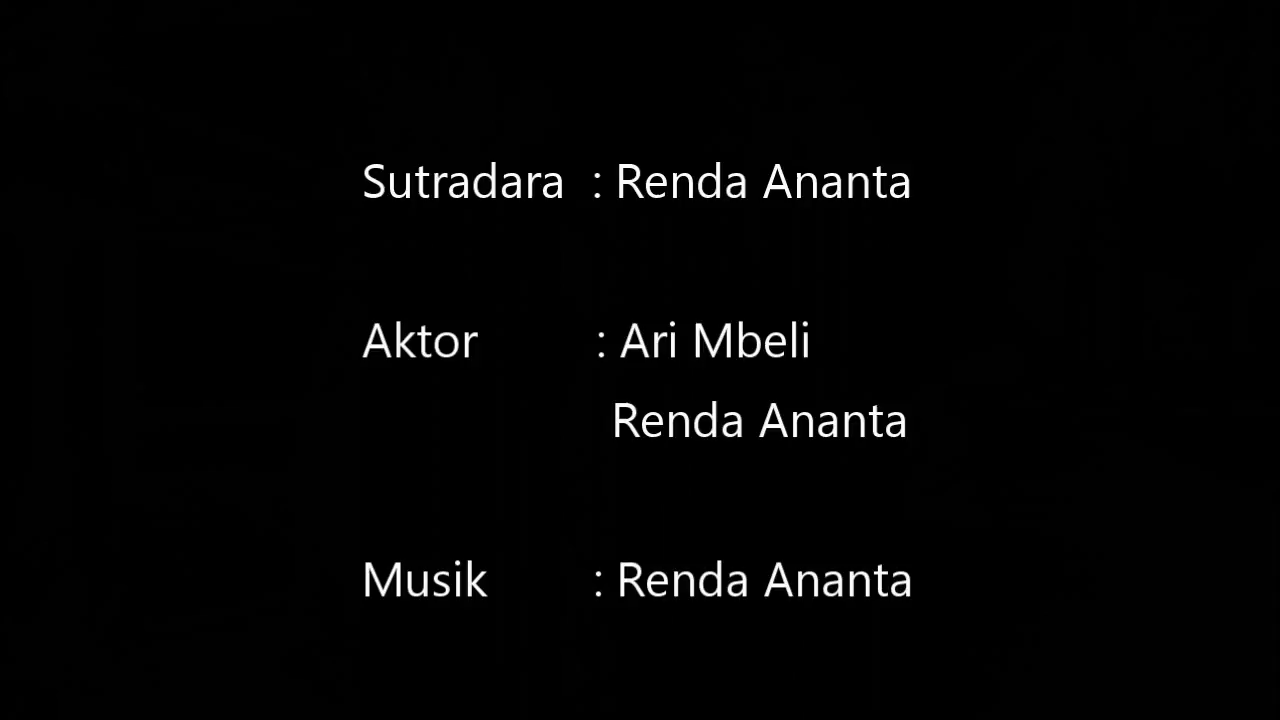 Sutradara : Renda Ananta
Aktor : Ari Mbeli
Renda Ananta
Musik : Renda Ananta